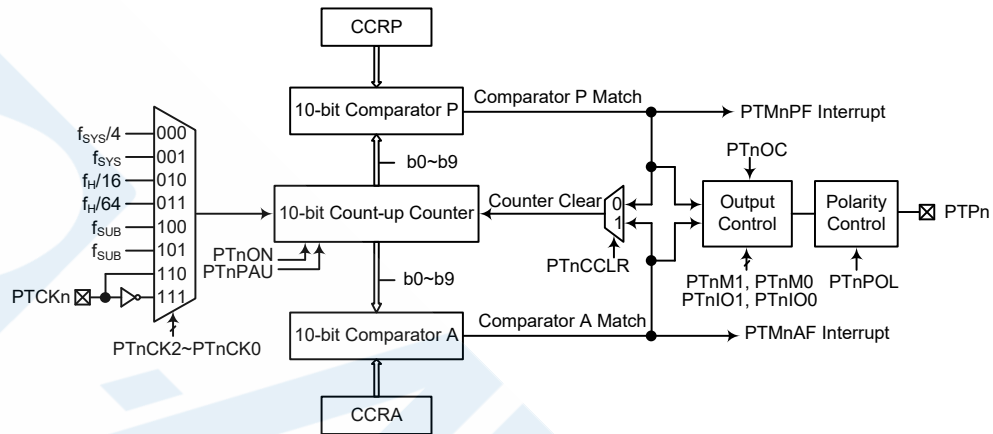 CCRP
10-bit Comparator P
Comparator P Match
PTMnPF Interrupt
b0~b9
fSYS/4
000
fSYS
001
fH/16
010
fH/64
011
fSUB
100
fSUB
101
110
PTCKn
111
PTnCK2~PTnCK0
10-bit Count-up Counter
Counter Clear
0
1
PTnCCLR
PTnON
PTnPAU
b0~b9
PTnOC
Output
Control
PTnM1, PTnM0
PTnIO1, PTnIO0
Polarity
Control
PTnPOL
PTPn
10-bit Comparator A
Comparator A Match
PTMnAF Interrupt
CCRA